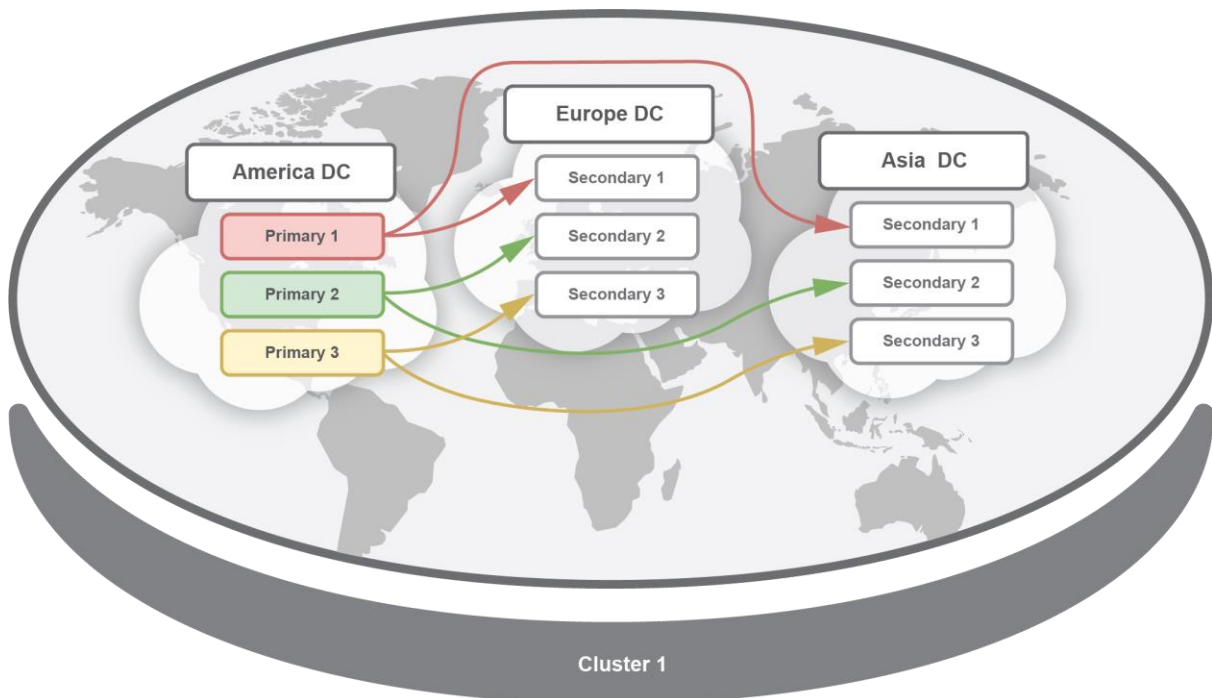 America DC
Primary 1
Primary 2
Primary 3
Europe DC
Secondary 1
Secondary 2
Secondary 3
Asia DC
Secondary 1
Secondary 2
Secondary 3
Cluster 1